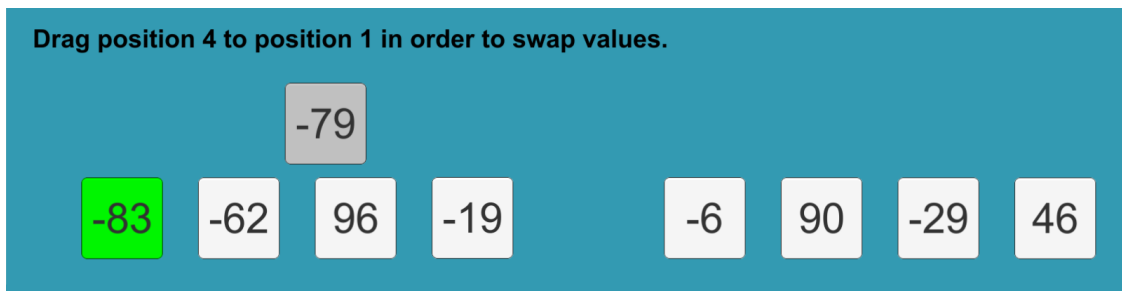 Drag position 4 to position 1 in order to swap values.
-79
-83 -62 96 -19 -6 90 -29 46